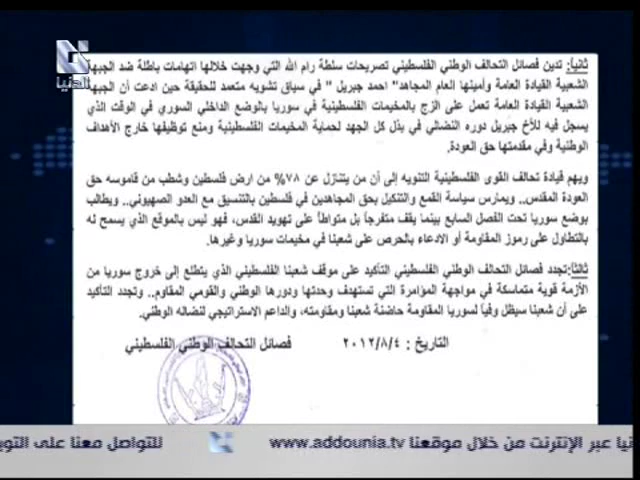 الدنيا
ثانياً: تدين فصائل التحالف الوطني الفلسطيني تصريحات سلطة رام الله التي وجهت خلالها اتهامات باطلة ضد الجبهة
الشعبية القيادة العامة وأمينها العام المجاهد" احمد جبريل " في سياق تشويه متعمد للحقيقة حين ادعت أن الجبهة
الشعبية القيادة العامة تعمل على الزج بالمخيمات الفلسطينية في سوريا بالوضع الداخلي السوري في الوقت الذي
يسجل فيه للأخ جبريل دوره النضالي في بذل كل الجهد لحماية المخيمات الفلسطينية ومنع توظيفها خارج الأهداف
الوطنية وفي مقدمتها حق العودة.
ويهم قيادة تحالف القوى الفلسطينية التنويه إلى أن من يتنازل عن ٧٨% من ارض فلسطين وشطب من قاموسه حق
العودة المقدس.. ويمارس سياسة القمع والتنكيل بحق المجاهدين في فلسطين بالتنسيق مع العدو الصهيوني.. ويطالب
بوضع سوريا تحت الفصل السابع بينما يقف متفرجاً بل متواطأ على تهويد القدس، فهو ليس بالموقع الذي يسمح له
بالتطاول على رموز المقاومة أو الادعاء بالحرص على شعبنا في مخيمات سوريا وغيرها.
ثالثاً:تجدد فصائل التحالف الوطني الفلسطيني التأكيد على موقف شعبنا الفلسطيني الذي يتطلع إلى خروج سوريا من
الأزمة قوية متماسكة في مواجهة المؤامرة التي تستهدف وحدتها ودورها الوطني والقومي المقاوم.. وتجدد التأكيد
على أن شعبنا سيظل وفياً لسوريا المقاومة حاضنة شعبنا ومقاومته، والداعم الاستراتيجي لنضاله الوطني.
التاريخ : ٢٠١٢/٨/٤ فصائل التحالف الوطني الفلسطيني
نيا عبر الإنترنت من خلال موقعنا www.addounia.tv للتواصل معنا على